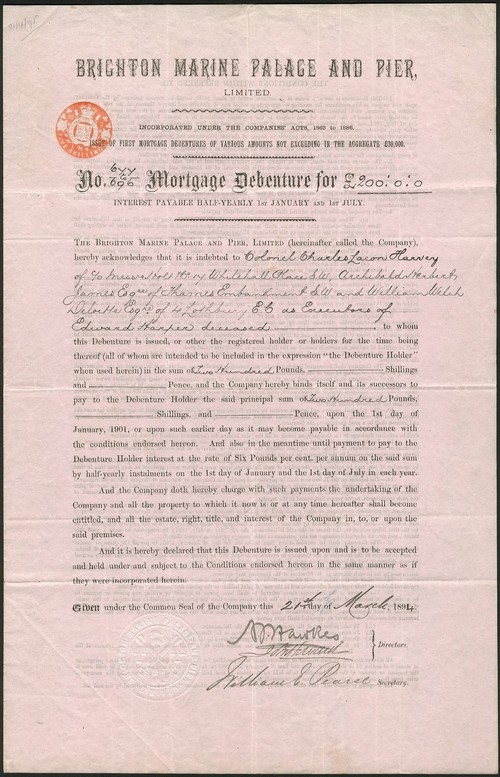 BRIGHTON MARINE PALACE AND PIER,
LIMITED.
INCORPORATED UNDER THE COMPANIES' ACTS, 1862 to 1886.
ISSUE OF FIRST MORTGAGE DEBENTURES OF VARIOUS AMOUNTS NOT EXCEEDING IN THE AGGREGATE £30,000.
No. 677/696 Mortgage Debenture for £200:0:0
INTEREST PAYABLE HALF-YEARLY 1ST JANUARY AND 1ST JULY.
THE BRIGHTON MARINE PALACE AND PIER, LIMITED (hereinafter called the Company),
hereby acknowledges that it is indebted to Colonel Charles Lacon Harvey
of Co Messrs Holt & Co 17 Whitehall Place S.W, Archibald Herbert
James Esqre of Thames Embankment S.W and William Welch
Deloitte Esqre of 4 Lothbury E.C as Executors of
Edward Harper deceased, to whom
this Debenture is issued, or other the registered holder or holders for the time being
thereof (all of whom are intended to be included in the expression "the Debenture Holder"
when used herein) in the sum of Two Hundred Pounds, Shillings
and Pence, and the Company hereby binds itself and its successors to
pay to the Debenture Holder the said principal sum of Two Hundred Pounds,
Shillings, and Pence, upon the 1st day of
January, 1901, or upon such earlier day as it may become payable in accordance with
the conditions endorsed hereon. And also in the meantime until payment to pay to the
Debenture Holder interest at the rate of Six Pounds per cent. per annum on the said sum
by half-yearly instalments on the 1st day of January and the 1st day of July in each year.
And the Company doth hereby charge with such payments the undertaking of the
Company and all the property to which it now is or at any time hereafter shall become
entitled, and all the estate, right, title, and interest of the Company in, to, or upon the
said premises.
And it is hereby declared that this Debenture is issued upon and is to be accepted
and held under and subject to the Conditions endorsed hereon in the same manner as if
they were incorporated herein.
Given under the Common Seal of the Company this 21st day of March, 1894.
Hawkes
Directors.
William E. Pearce Secretary.